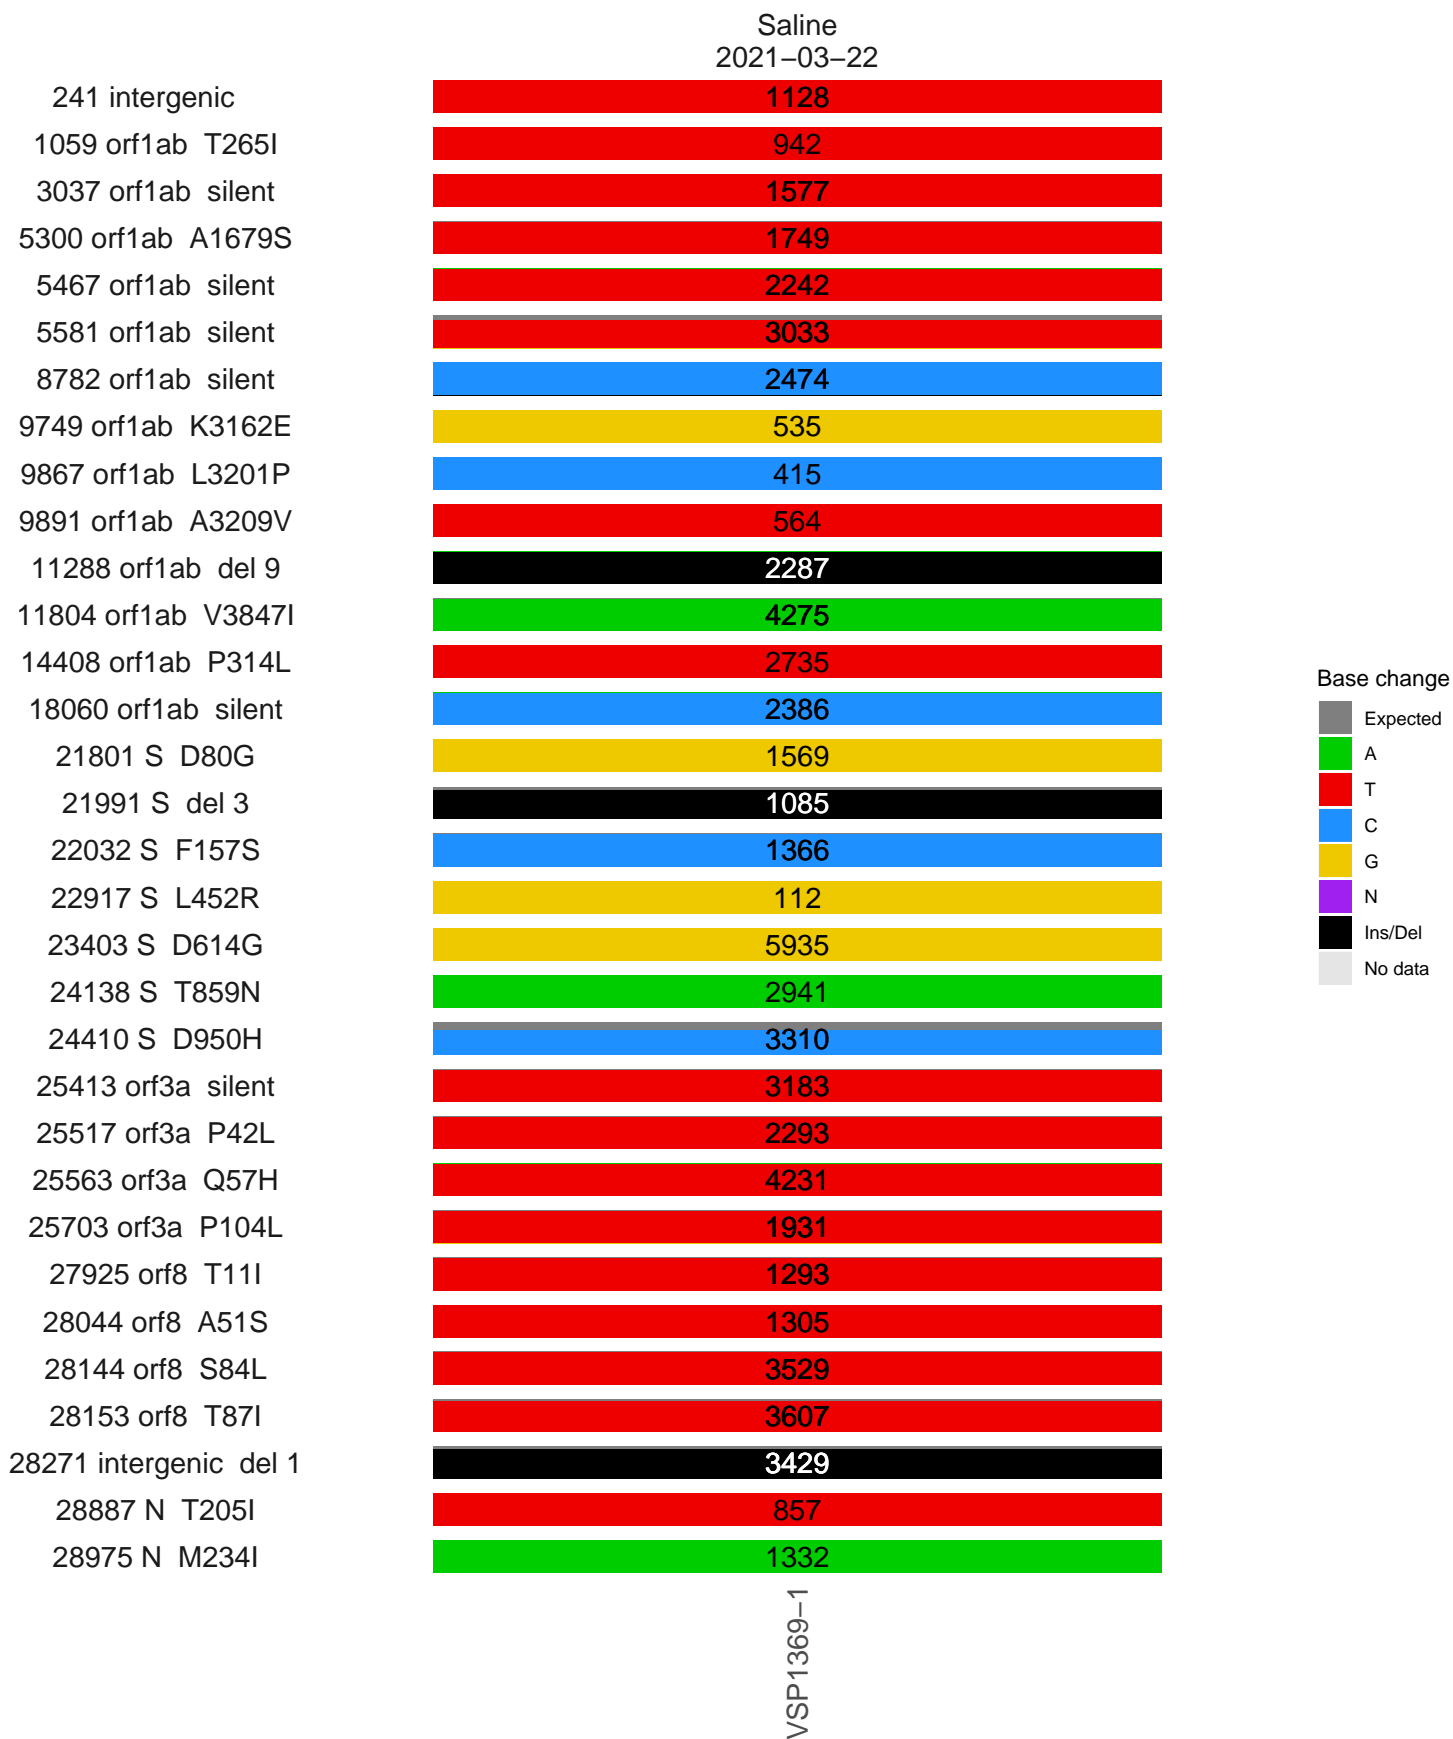 Saline
2021−03−22
241 intergenic 1128
1059 orf1ab T265I 942
3037 orf1ab silent 1577
5300 orf1ab A1679S 1749
5467 orf1ab silent 2242
5581 orf1ab silent 3033
8782 orf1ab silent 2474
9749 orf1ab K3162E 535
9867 orf1ab L3201P 415
9891 orf1ab A3209V 564
11288 orf1ab del 9 2287
11804 orf1ab V3847I 4275
14408 orf1ab P314L 2735
18060 orf1ab silent 2386
21801 S D80G 1569
21991 S del 3 1085
22032 S F157S 1366
22917 S L452R 112
23403 S D614G 5935
24138 S T859N 2941
24410 S D950H 3310
25413 orf3a silent 3183
25517 orf3a P42L 2293
25563 orf3a Q57H 4231
25703 orf3a P104L 1931
27925 orf8 T11I 1293
28044 orf8 A51S 1305
28144 orf8 S84L 3529
28153 orf8 T87I 3607
28271 intergenic del 1 3429
28887 N T205I 857
28975 N M234I 1332
VSP1369−1
Base change
Expected
A
T
C
G
N
Ins/Del
No data